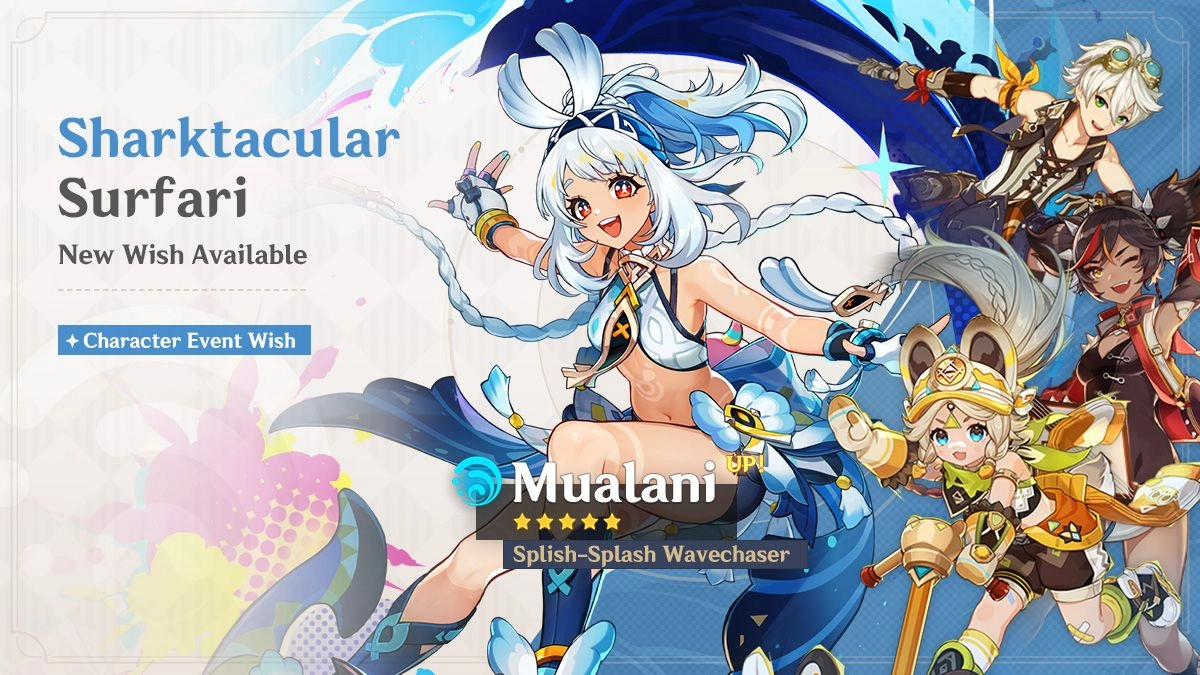 Sharktacular
Surfari
New Wish Available
Character Event Wish
Mualani UP!
Splish-Splash Wavechaser